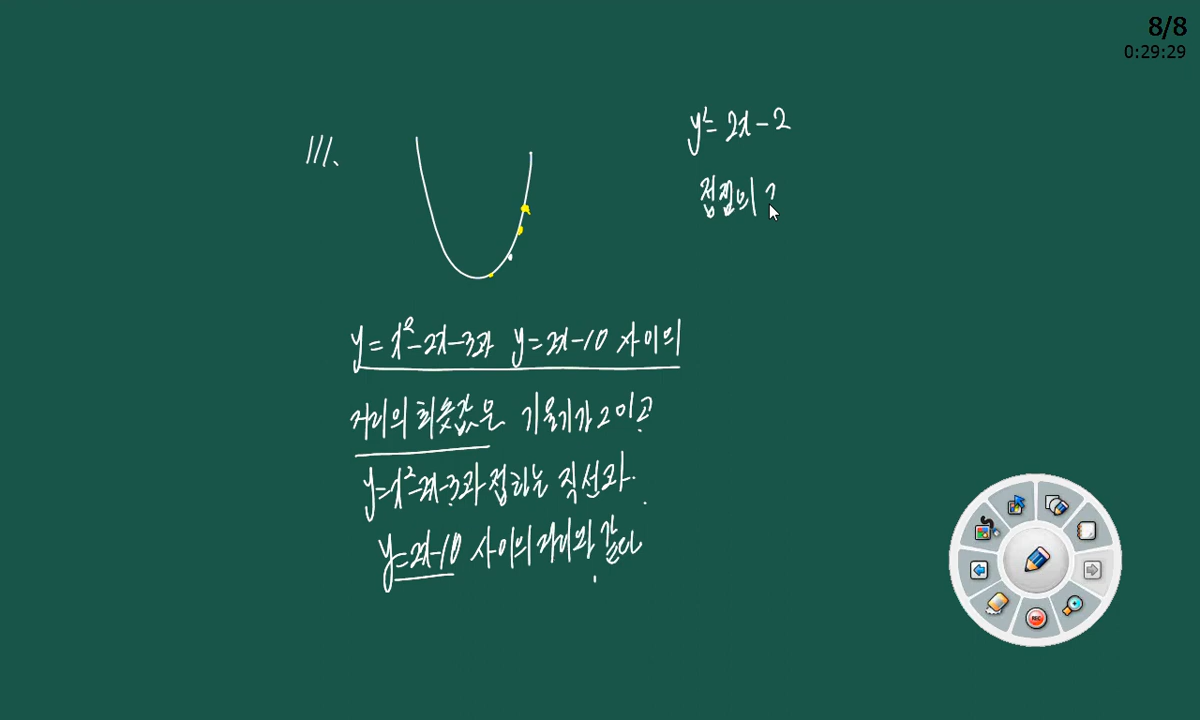 8/8
0:29:29
111.
y' = 2x - 2
접점의 7
y = x² - 2x - 3과 y = 2x - 10 사이의
거리의 최솟값은 기울기가 2이고
y = x² - 2x - 3과 접하는 직선과
y = 2x - 10 사이의 거리와 같다
REC